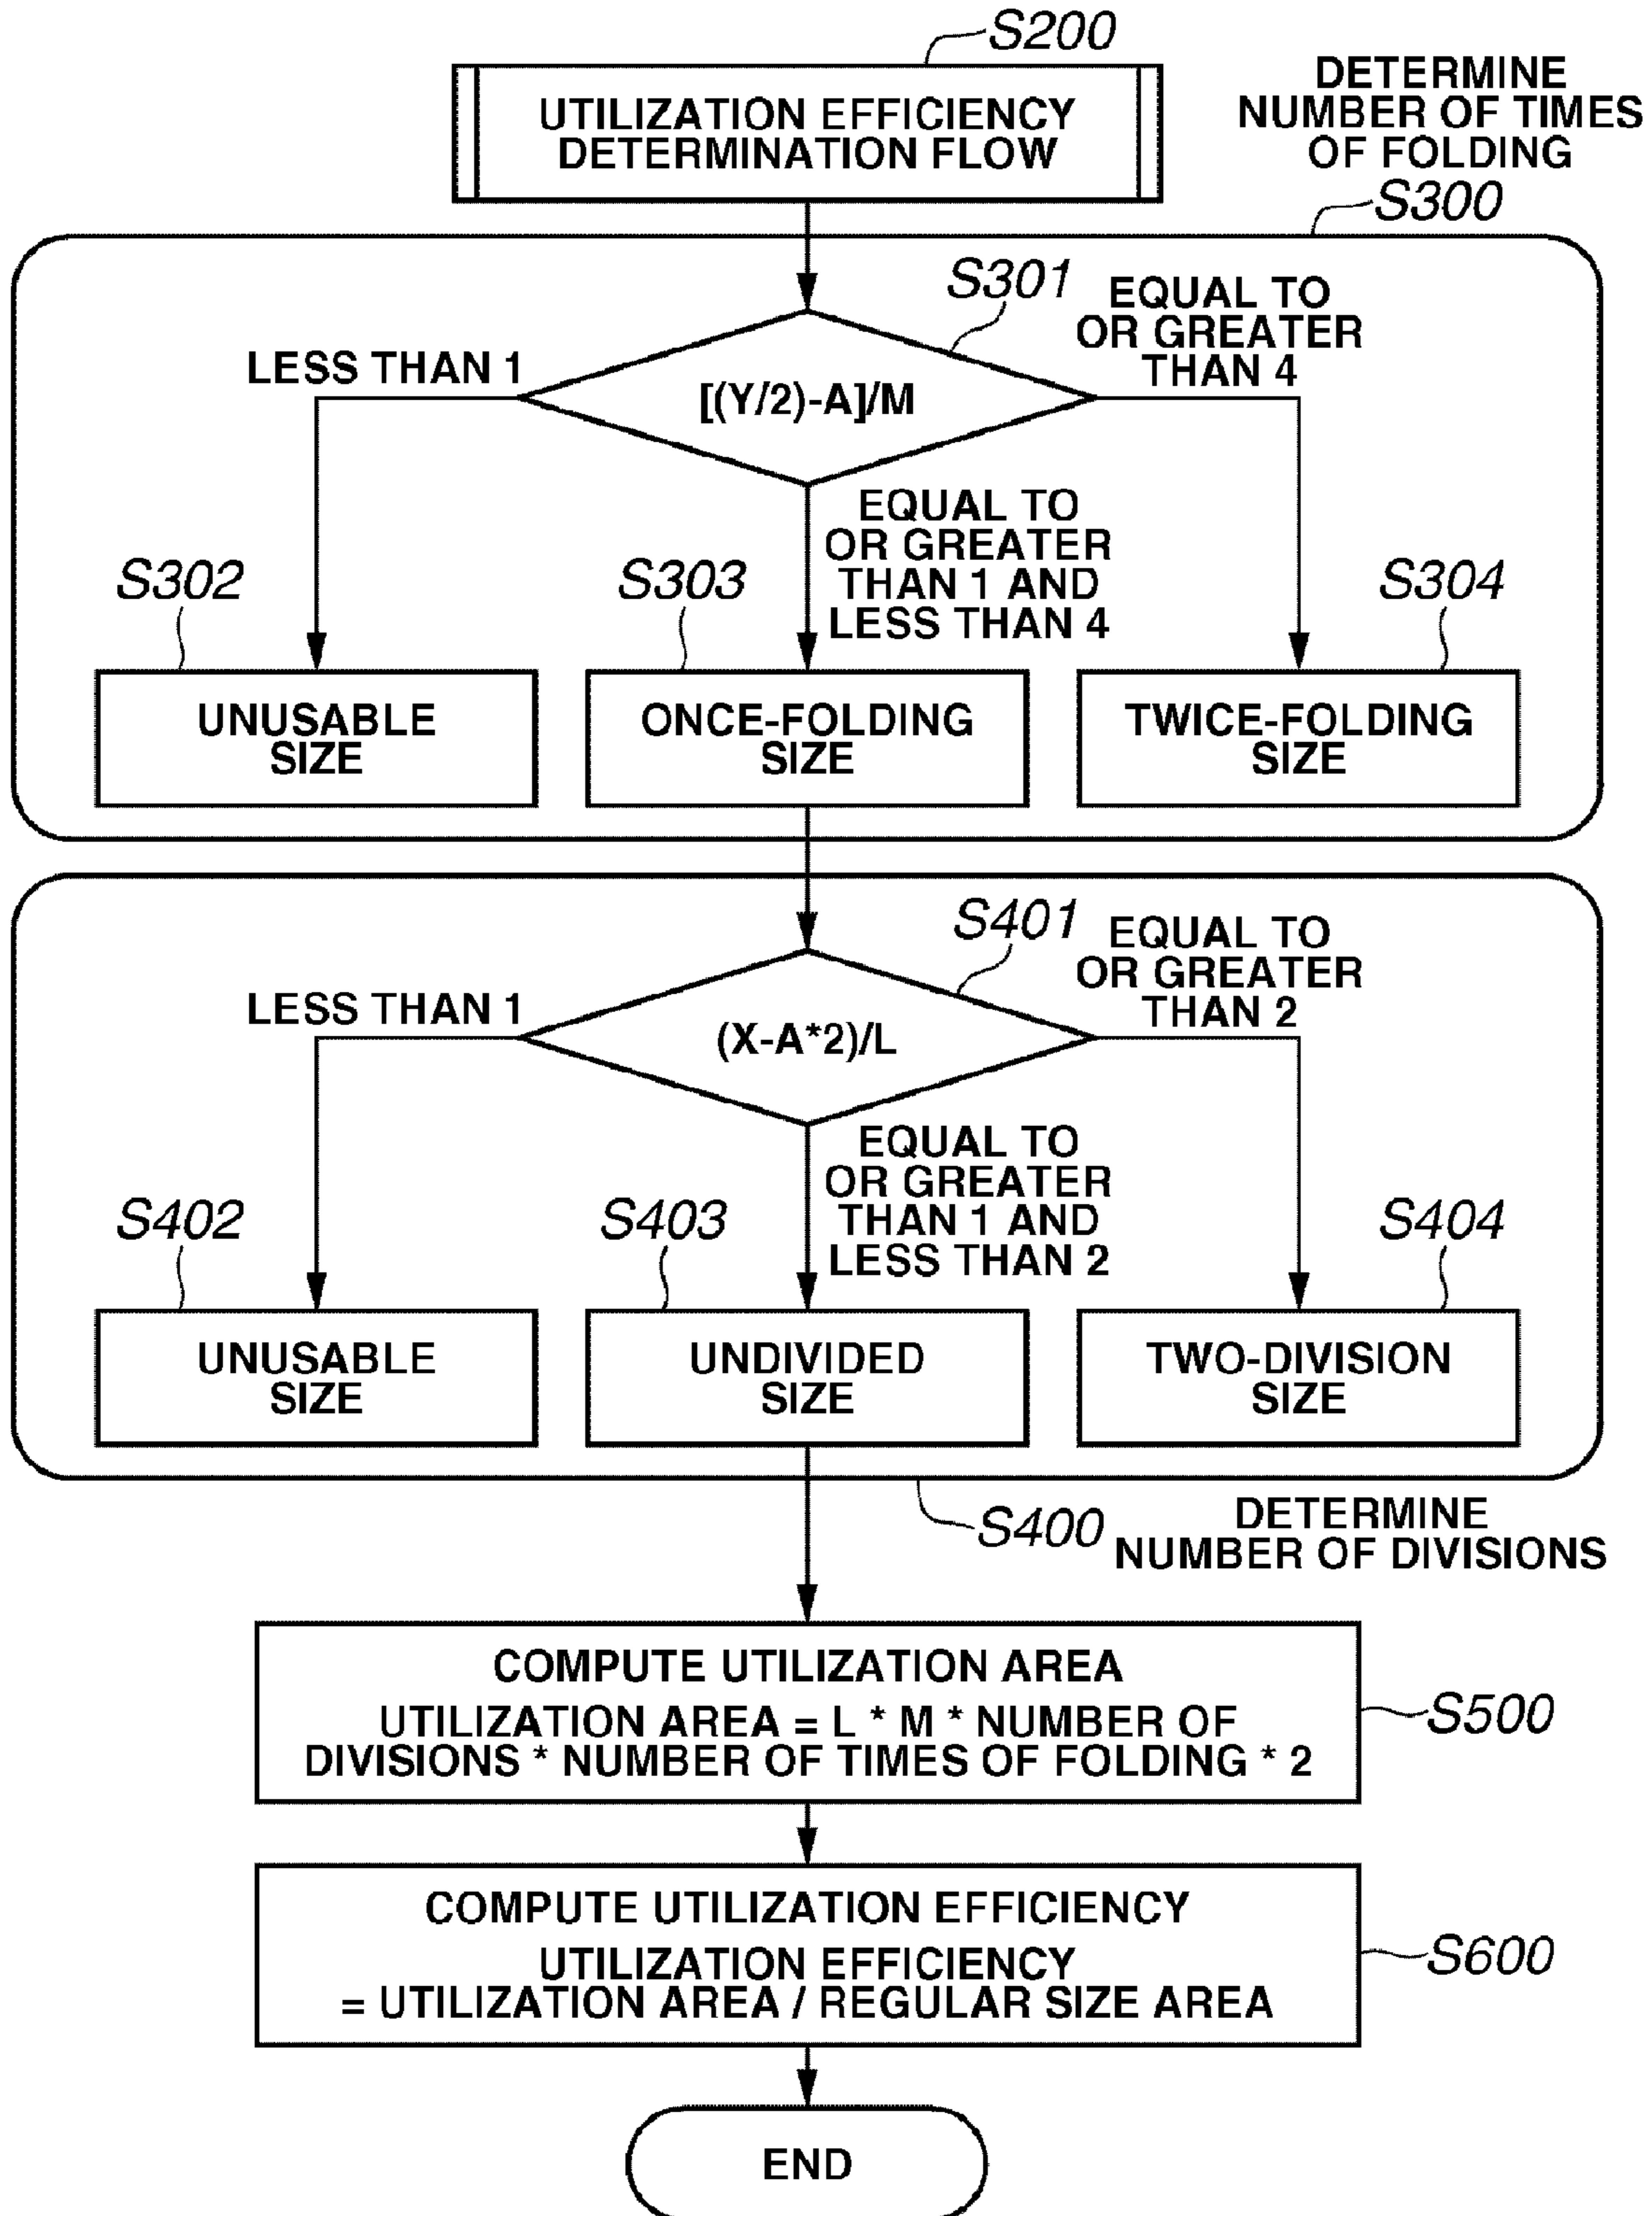 S200
UTILIZATION EFFICIENCY
DETERMINATION FLOW
DETERMINE
NUMBER OF TIMES
OF FOLDING
S300
S301
EQUAL TO
OR GREATER
THAN 4
LESS THAN 1
[(Y/2)-A]/M
EQUAL TO
OR GREATER
THAN 1 AND
LESS THAN 4
S302
S303
S304
UNUSABLE
SIZE
ONCE-FOLDING
SIZE
TWICE-FOLDING
SIZE
S401
EQUAL TO
OR GREATER
THAN 2
LESS THAN 1
(X-A*2)/L
EQUAL TO
OR GREATER
THAN 1 AND
LESS THAN 2
S402
S403
S404
UNUSABLE
SIZE
UNDIVIDED
SIZE
TWO-DIVISION
SIZE
S400
DETERMINE
NUMBER OF DIVISIONS
COMPUTE UTILIZATION AREA
UTILIZATION AREA = L * M * NUMBER OF
DIVISIONS * NUMBER OF TIMES OF FOLDING * 2
S500
COMPUTE UTILIZATION EFFICIENCY
UTILIZATION EFFICIENCY
= UTILIZATION AREA / REGULAR SIZE AREA
S600
END